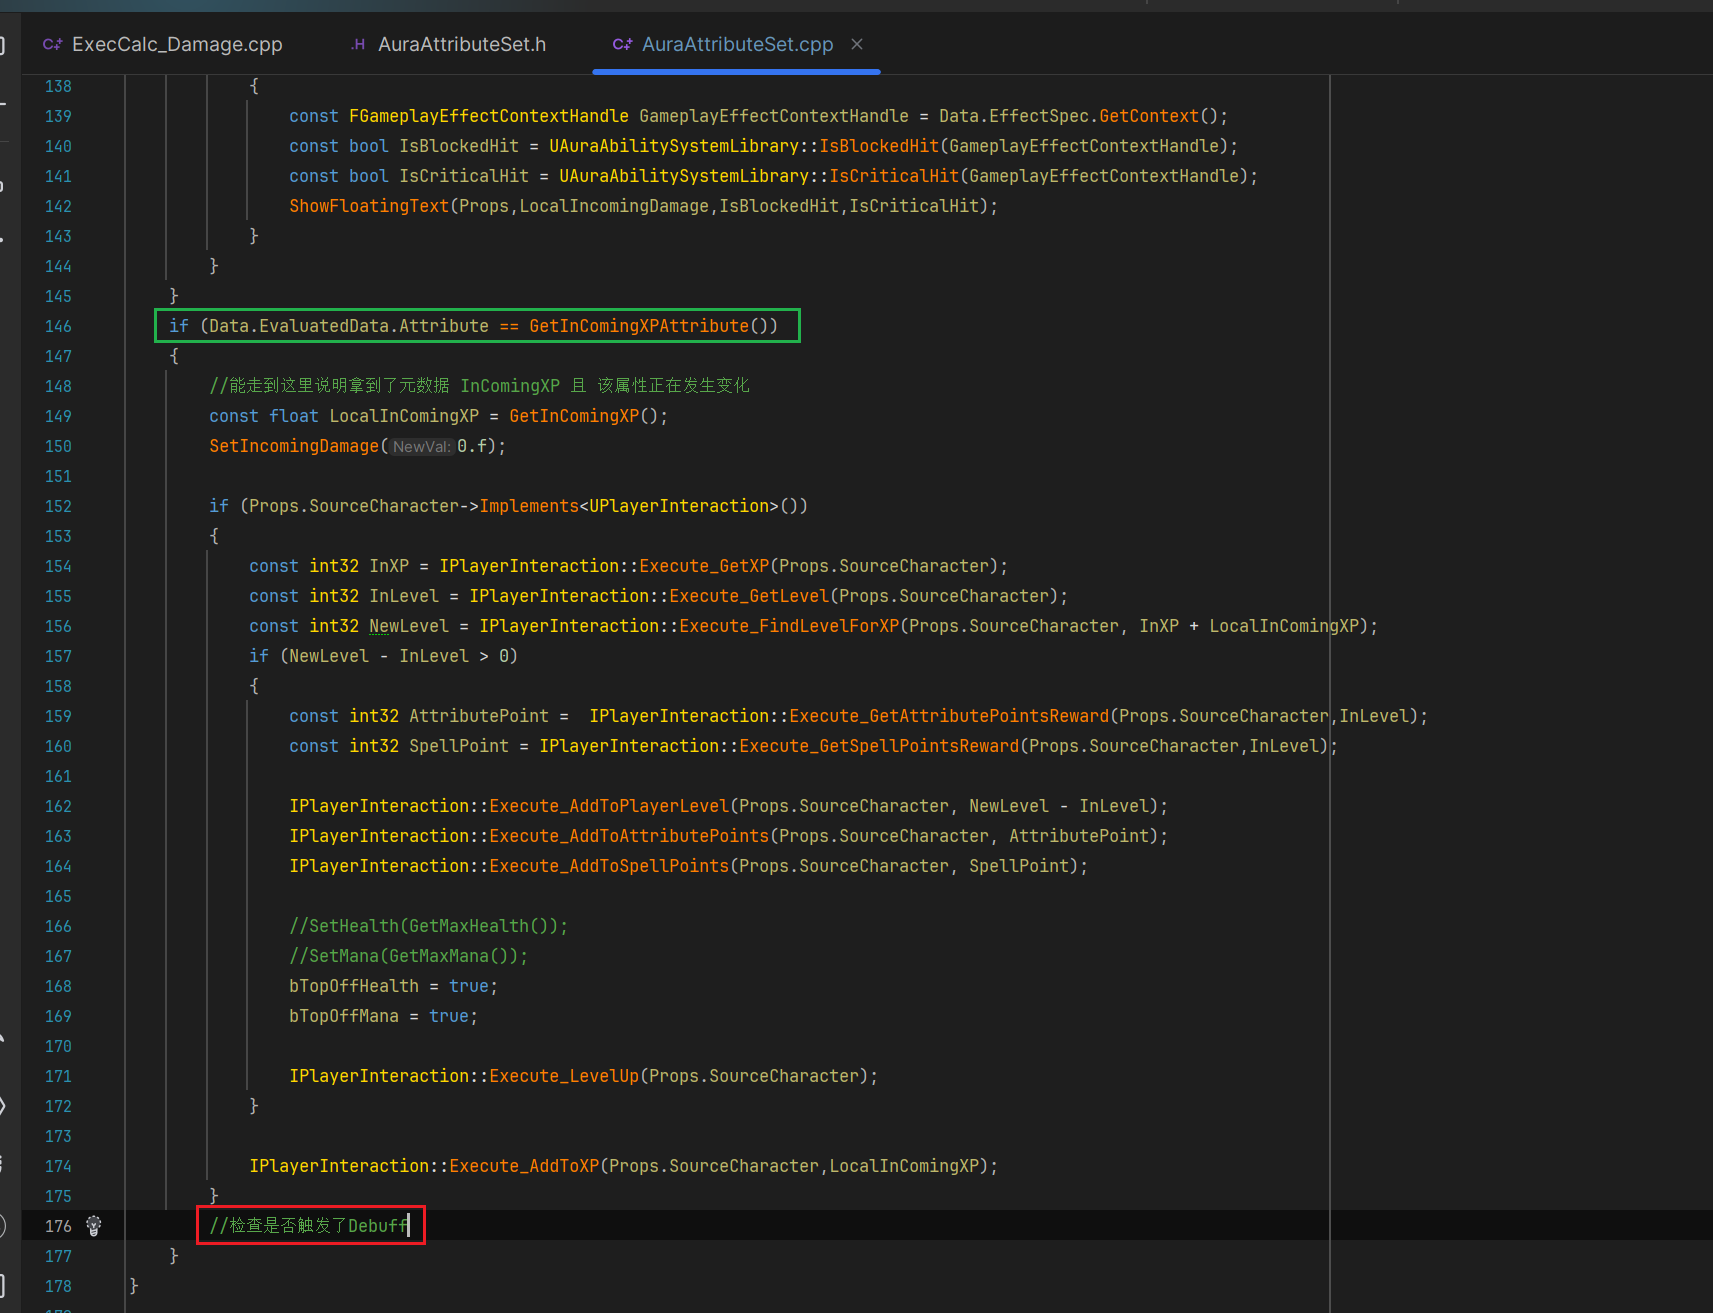 ExecCalc_Damage.cpp
AuraAttributeSet.h
AuraAttributeSet.cpp
138 {
139 const FGameplayEffectContextHandle GameplayEffectContextHandle = Data.EffectSpec.GetContext();
140 const bool IsBlockedHit = UAuraAbilitySystemLibrary::IsBlockedHit(GameplayEffectContextHandle);
141 const bool IsCriticalHit = UAuraAbilitySystemLibrary::IsCriticalHit(GameplayEffectContextHandle);
142 ShowFloatingText(Props,LocalIncomingDamage,IsBlockedHit,IsCriticalHit);
143 }
144 }
145 }
146 if (Data.EvaluatedData.Attribute == GetInComingXPAttribute())
147 {
148 //能走到这里说明拿到了元数据 InComingXP 且 该属性正在发生变化
149 const float LocalInComingXP = GetInComingXP();
150 SetIncomingDamage( NewVal: 0.f);
151
152 if (Props.SourceCharacter->Implements<UPlayerInteraction>())
153 {
154 const int32 InXP = IPlayerInteraction::Execute_GetXP(Props.SourceCharacter);
155 const int32 InLevel = IPlayerInteraction::Execute_GetLevel(Props.SourceCharacter);
156 const int32 NewLevel = IPlayerInteraction::Execute_FindLevelForXP(Props.SourceCharacter, InXP + LocalInComingXP);
157 if (NewLevel - InLevel > 0)
158 {
159 const int32 AttributePoint =  IPlayerInteraction::Execute_GetAttributePointsReward(Props.SourceCharacter,InLevel);
160 const int32 SpellPoint = IPlayerInteraction::Execute_GetSpellPointsReward(Props.SourceCharacter,InLevel);
161
162 IPlayerInteraction::Execute_AddToPlayerLevel(Props.SourceCharacter, NewLevel - InLevel);
163 IPlayerInteraction::Execute_AddToAttributePoints(Props.SourceCharacter, AttributePoint);
164 IPlayerInteraction::Execute_AddToSpellPoints(Props.SourceCharacter, SpellPoint);
165
166 //SetHealth(GetMaxHealth());
167 //SetMana(GetMaxMana());
168 bTopOffHealth = true;
169 bTopOffMana = true;
170
171 IPlayerInteraction::Execute_LevelUp(Props.SourceCharacter);
172 }
173
174 IPlayerInteraction::Execute_AddToXP(Props.SourceCharacter,LocalInComingXP);
175 }
176 //检查是否触发了Debuff
177 }
178 }